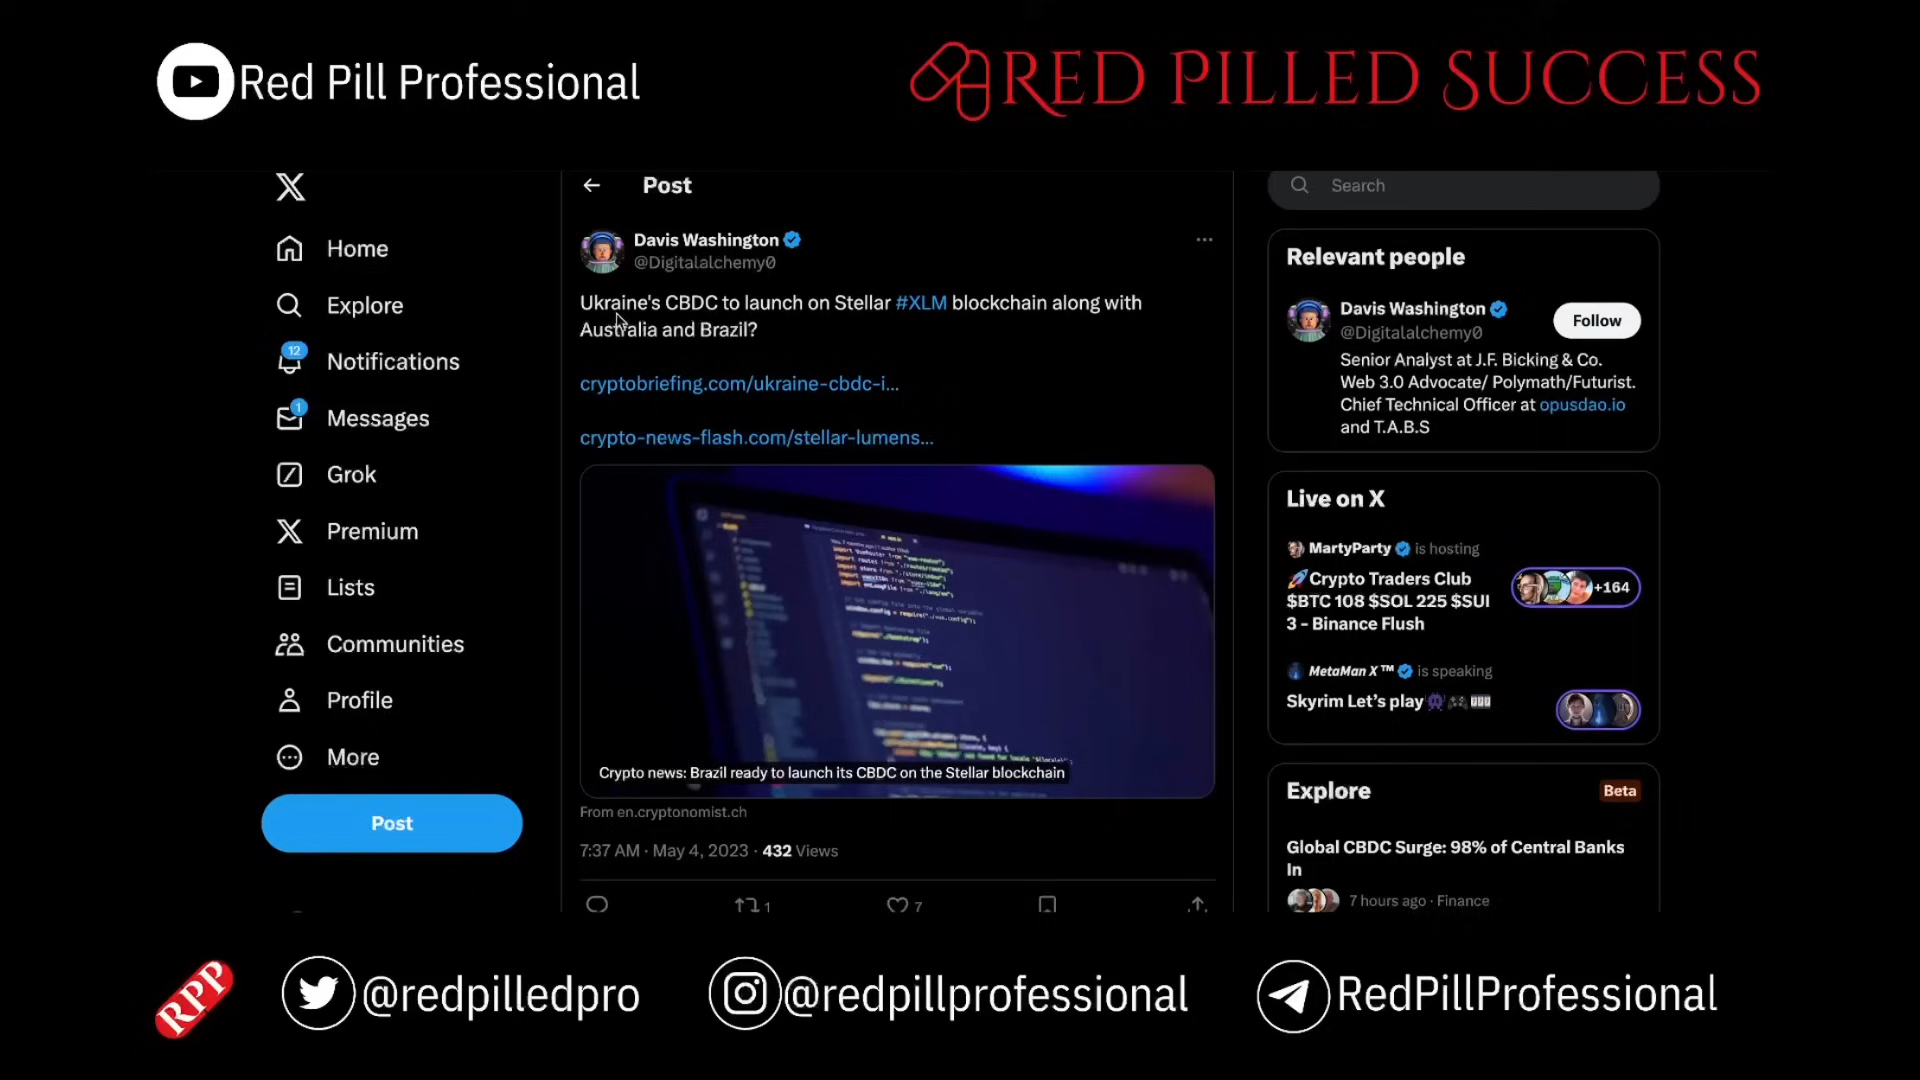 Red Pill Professional
RED PILLED SUCCESS
Home
Explore
12
Notifications
1
Messages
Grok
Premium
Lists
Communities
Profile
More
Post
Post
Davis Washington
@Digitalalchemy0
Ukraine's CBDC to launch on Stellar #XLM blockchain along with
Australia and Brazil?
cryptobriefing.com/ukraine-cbdc-i...
crypto-news-flash.com/stellar-lumens...
Crypto news: Brazil ready to launch its CBDC on the Stellar blockchain
From en.cryptonomist.ch
7:37 AM · May 4, 2023 · 432 Views
1
7
Search
Relevant people
Davis Washington
@Digitalalchemy0
Follow
Senior Analyst at J.F. Bicking & Co.
Web 3.0 Advocate/ Polymath/Futurist.
Chief Technical Officer at opusdao.io
and T.A.B.S
Live on X
MartyParty is hosting
🚀Crypto Traders Club
$BTC 108 $SOL 225 $SUI
3 - Binance Flush
+164
MetaMan X™ is speaking
Skyrim Let's play👾🎮
Explore
Beta
Global CBDC Surge: 98% of Central Banks
In
7 hours ago · Finance
RPP
@redpilledpro
@redpillprofessional
RedPillProfessional